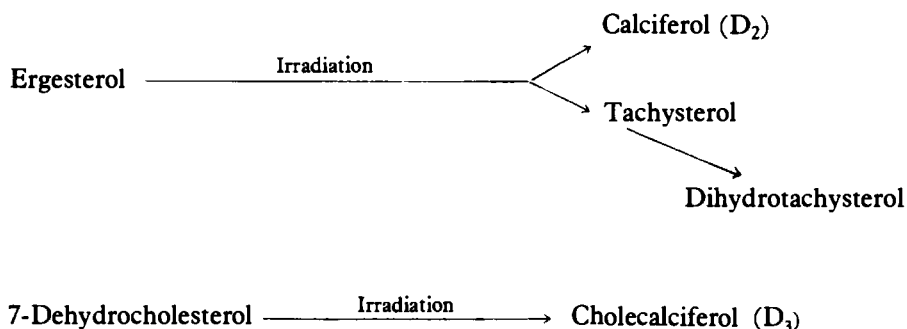 Calciferol (D₂)
Irradiation
Ergesterol
Tachysterol
Dihydrotachysterol
7-Dehydrocholesterol
Irradiation
Cholecalciferol (D₃)